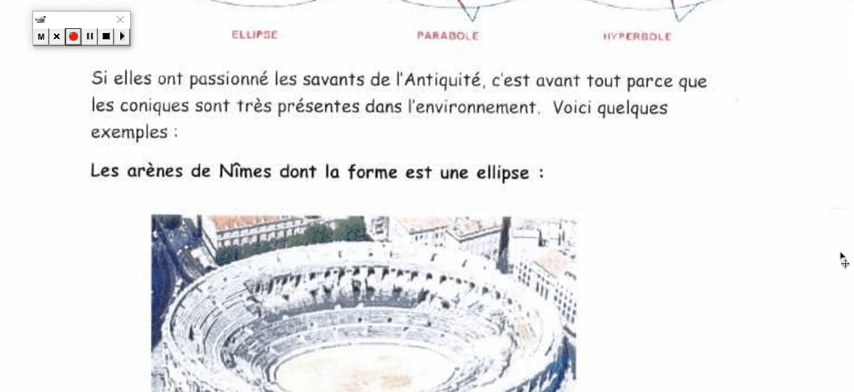 M
ELLIPSE PARABOLE HYPERBOLE
Si elles ont passionné les savants de l'Antiquité, c'est avant tout parce que
les coniques sont très présentes dans l'environnement. Voici quelques
exemples :
Les arènes de Nîmes dont la forme est une ellipse :